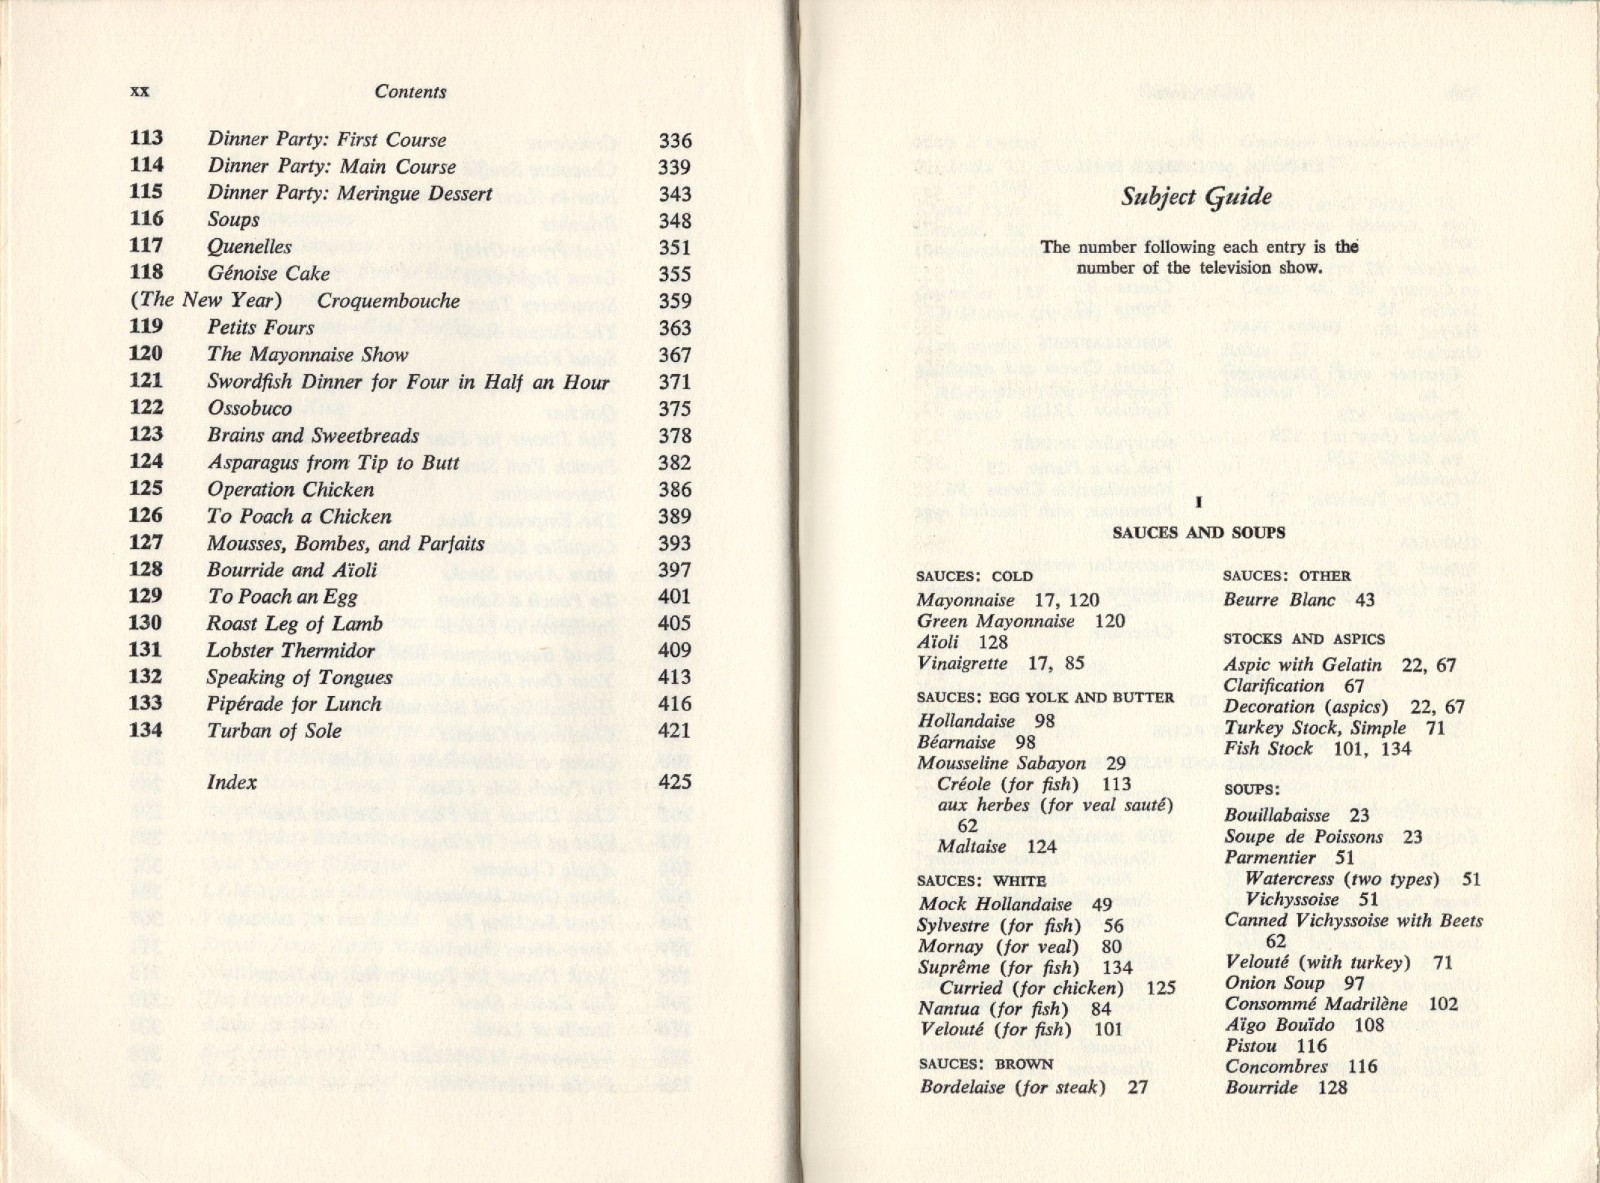 xx Contents
113 Dinner Party: First Course 336
114 Dinner Party: Main Course 339
115 Dinner Party: Meringue Dessert 343
116 Soups 348
117 Quenelles 351
118 Génoise Cake 355
(The New Year) Croquembouche 359
119 Petits Fours 363
120 The Mayonnaise Show 367
121 Swordfish Dinner for Four in Half an Hour 371
122 Ossobuco 375
123 Brains and Sweetbreads 378
124 Asparagus from Tip to Butt 382
125 Operation Chicken 386
126 To Poach a Chicken 389
127 Mousses, Bombes, and Parfaits 393
128 Bourride and Aïoli 397
129 To Poach an Egg 401
130 Roast Leg of Lamb 405
131 Lobster Thermidor 409
132 Speaking of Tongues 413
133 Pipérade for Lunch 416
134 Turban of Sole 421
Index 425
Subject Guide
The number following each entry is the
number of the television show.
I
SAUCES AND SOUPS
SAUCES: COLD
Mayonnaise 17, 120
Green Mayonnaise 120
Aïoli 128
Vinaigrette 17, 85
SAUCES: EGG YOLK AND BUTTER
Hollandaise 98
Béarnaise 98
Mousseline Sabayon 29
Créole (for fish) 113
aux herbes (for veal sauté)
62
Maltaise 124
SAUCES: WHITE
Mock Hollandaise 49
Sylvestre (for fish) 56
Mornay (for veal) 80
Suprême (for fish) 134
Curried (for chicken) 125
Nantua (for fish) 84
Velouté (for fish) 101
SAUCES: BROWN
Bordelaise (for steak) 27
SAUCES: OTHER
Beurre Blanc 43
STOCKS AND ASPICS
Aspic with Gelatin 22, 67
Clarification 67
Decoration (aspics) 22, 67
Turkey Stock, Simple 71
Fish Stock 101, 134
SOUPS:
Bouillabaisse 23
Soupe de Poissons 23
Parmentier 51
Watercress (two types) 51
Vichyssoise 51
Canned Vichyssoise with Beets
62
Velouté (with turkey) 71
Onion Soup 97
Consommé Madrilène 102
Aïgo Bouïdo 108
Pistou 116
Concombres 116
Bourride 128